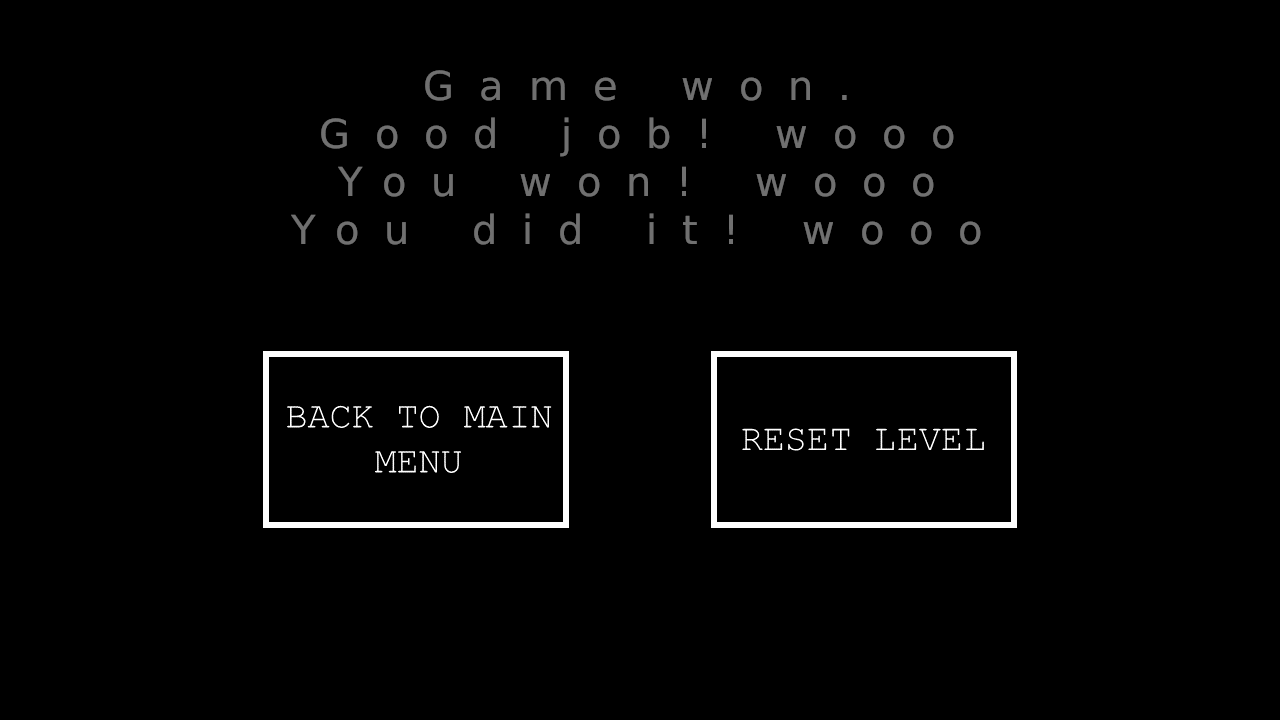 Game won.
Good job! wooo
You won! wooo
You did it! wooo
BACK TO MAIN
MENU
RESET LEVEL